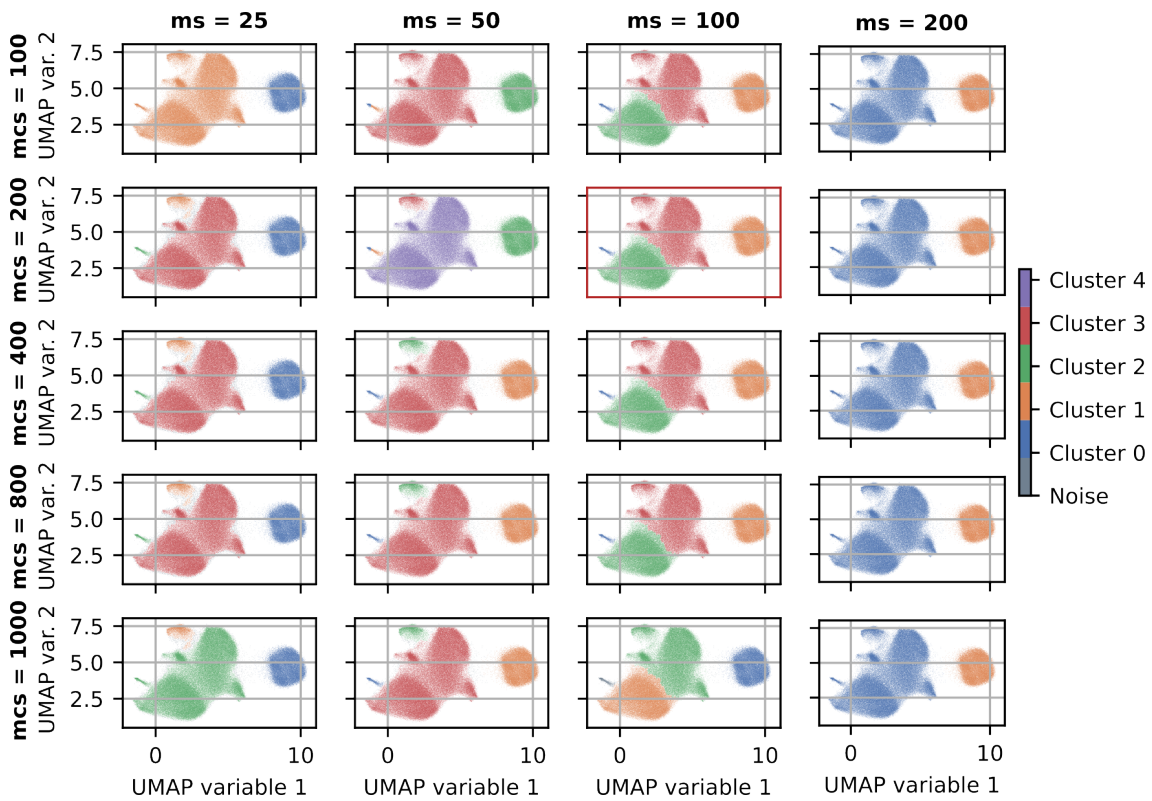 ms = 25
ms = 50
ms = 100
ms = 200
mcs = 100
UMAP var. 2
7.5
5.0
2.5
mcs = 200
UMAP var. 2
7.5
5.0
2.5
mcs = 400
UMAP var. 2
7.5
5.0
2.5
mcs = 800
UMAP var. 2
7.5
5.0
2.5
mcs = 1000
UMAP var. 2
7.5
5.0
2.5
0
10
0
10
0
10
0
10
UMAP variable 1
UMAP variable 1
UMAP variable 1
UMAP variable 1
Cluster 4
Cluster 3
Cluster 2
Cluster 1
Cluster 0
Noise